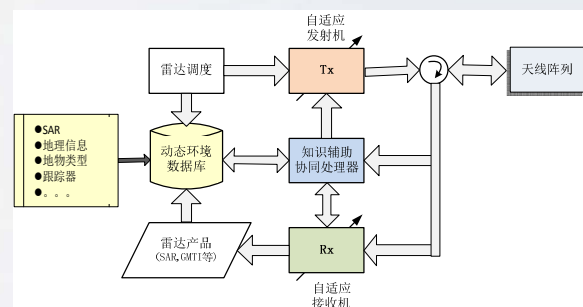 自适应
发射机
雷达调度
Tx
天线阵列
●SAR
●地理信息
●地物类型
●跟踪器
●。。。
动态环境
数据库
知识辅助
协同处理器
雷达产品
(SAR,GMTI等)
Rx
自适应
接收机